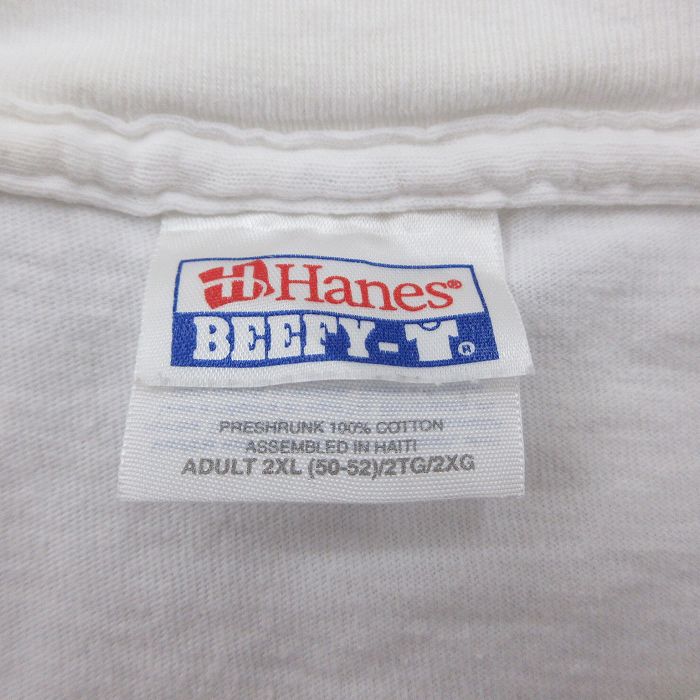 Hanes®
BEEFY-T®
PRESHRUNK 100% COTTON
ASSEMBLED IN HAITI
ADULT 2XL (50-52)/2TG/2XG